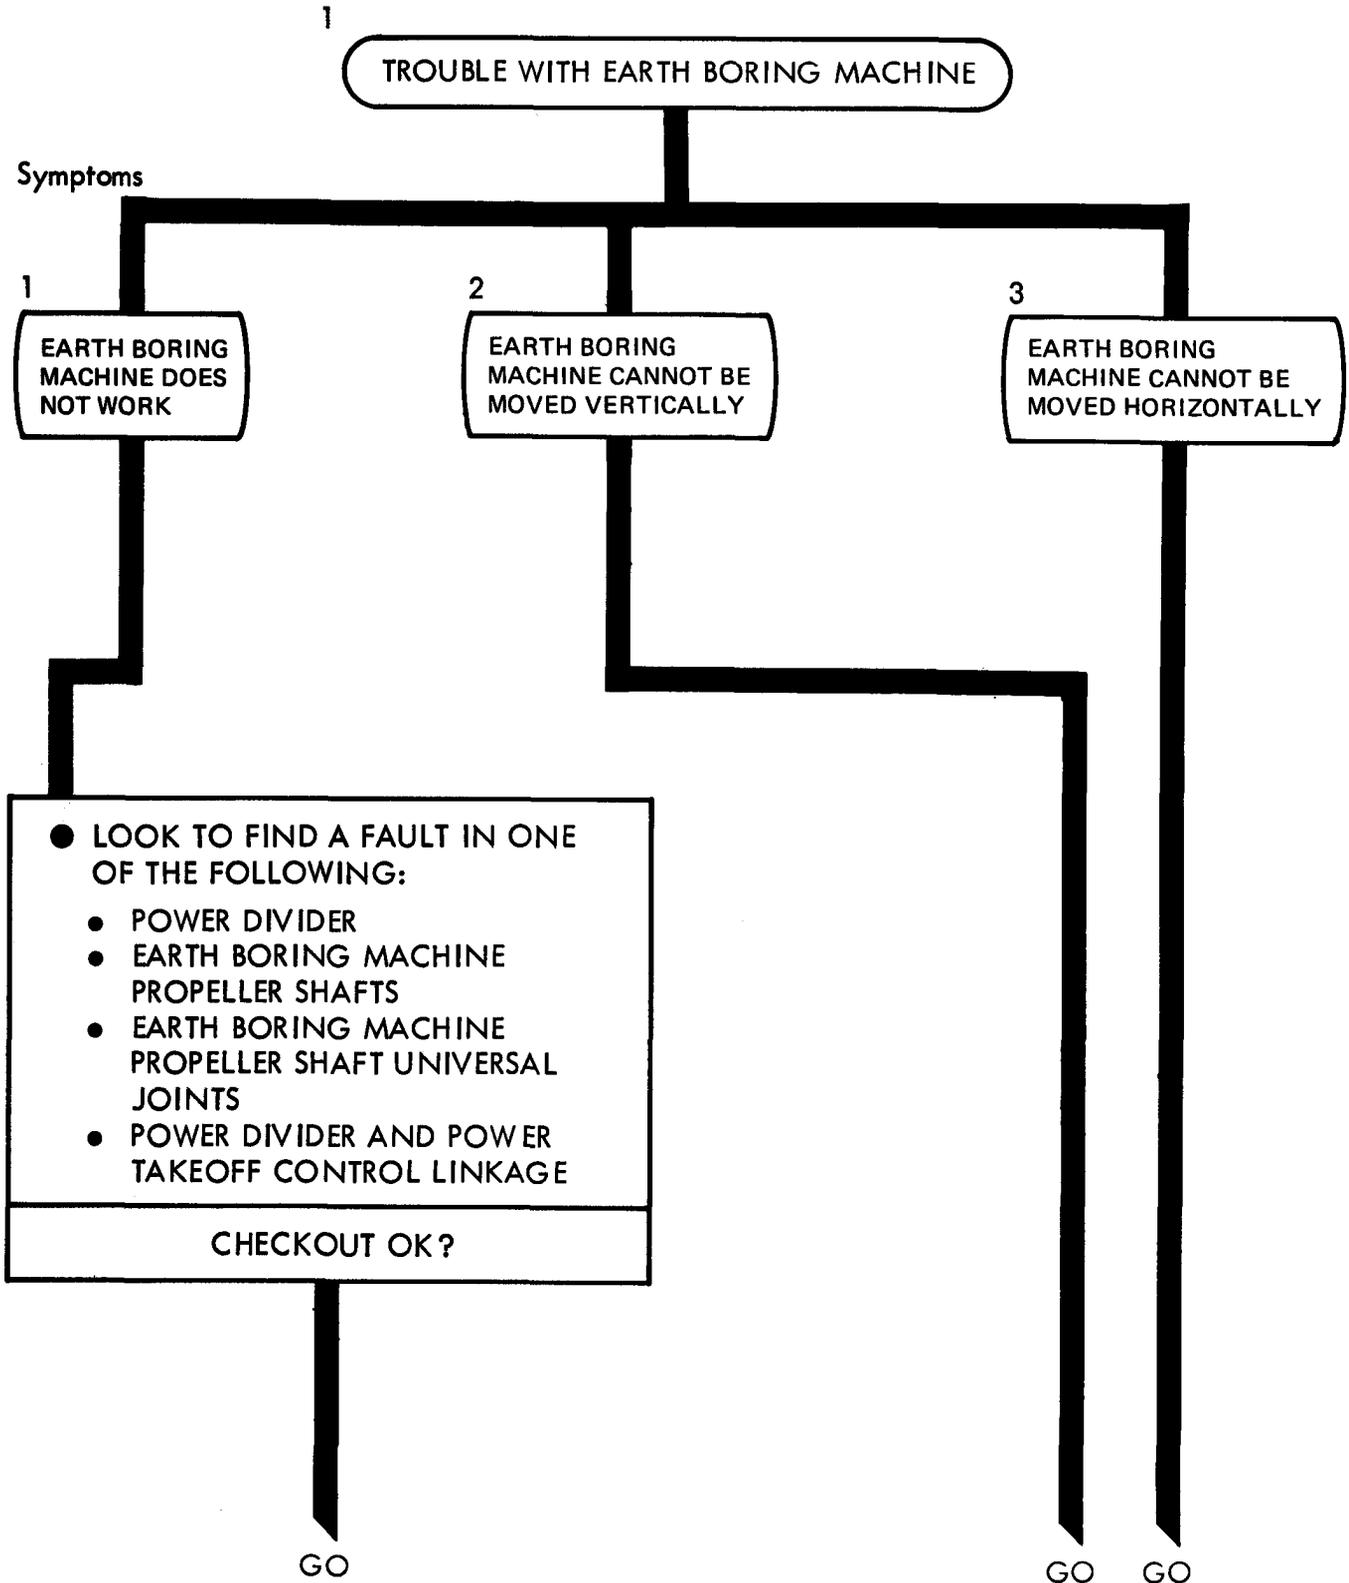 1
TROUBLE WITH EARTH BORING MACHINE
Symptoms
1
EARTH BORING
MACHINE DOES
NOT WORK
2
EARTH BORING
MACHINE CANNOT BE
MOVED VERTICALLY
3
EARTH BORING
MACHINE CANNOT BE
MOVED HORIZONTALLY
● LOOK TO FIND A FAULT IN ONE
OF THE FOLLOWING:
● POWER DIVIDER
● EARTH BORING MACHINE
PROPELLER SHAFTS
● EARTH BORING MACHINE
PROPELLER SHAFT UNIVERSAL
JOINTS
● POWER DIVIDER AND POWER
TAKEOFF CONTROL LINKAGE
CHECKOUT OK?
GO
GO
GO